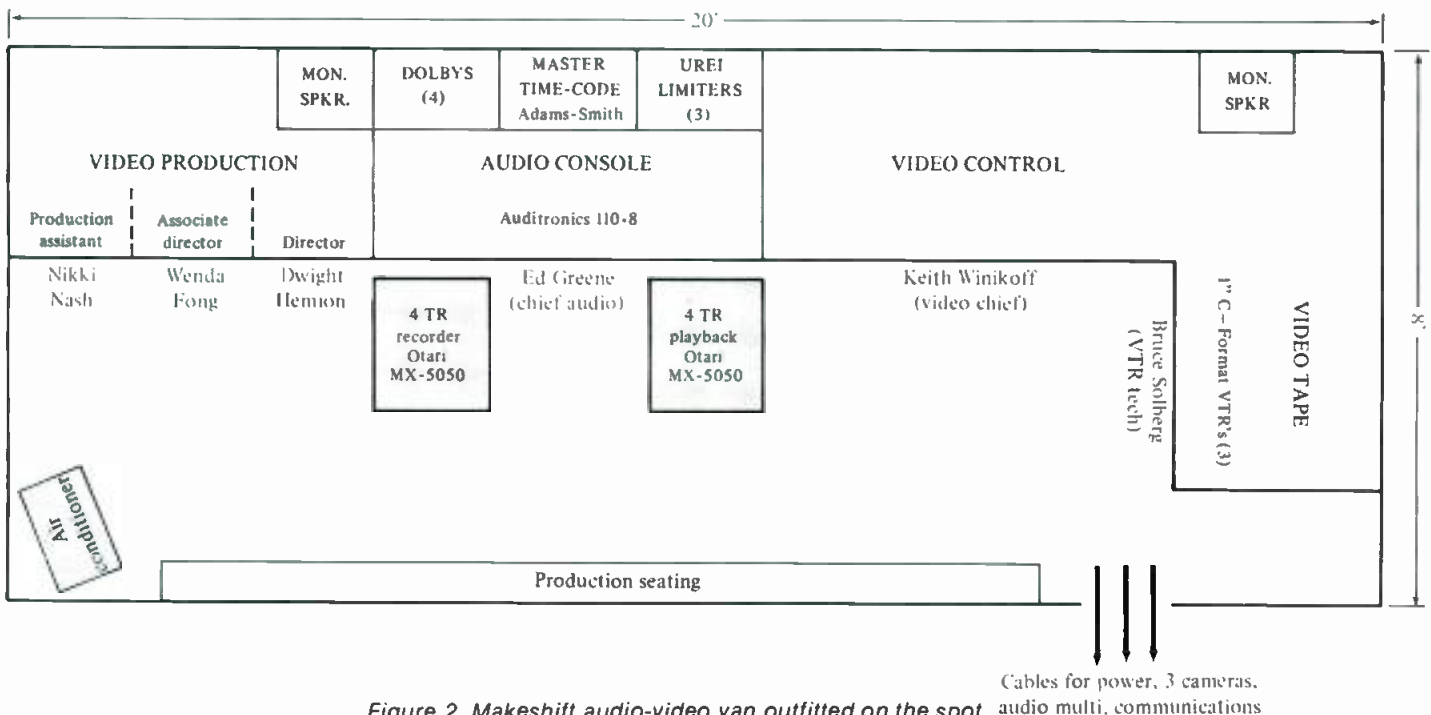 20'
MON.
SPKR.
DOLBYS
(4)
MASTER
TIME-CODE
Adams-Smith
UREI
LIMITERS
(3)
MON.
SPKR
VIDEO PRODUCTION
AUDIO CONSOLE
VIDEO CONTROL
Production
assistant
Associate
director
Director
Auditronics 110-8
Nikki
Nash
Wenda
Fong
Dwight
Hemion
Ed Greene
(chief audio)
Keith Winikoff
(video chief)
4 TR
recorder
Otari
MX-5050
4 TR
playback
Otari
MX-5050
Bruce Solberg
(VTR tech)
1" C-Format VTR's (3)
VIDEO TAPE
8'
Air
conditioner
Production seating
Cables for power, 3 cameras,
audio multi, communications
Figure 2. Makeshift audio-video van outfitted on the spot.